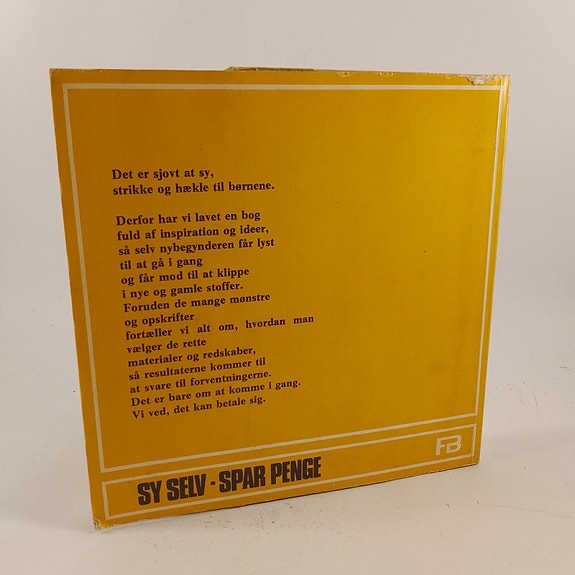 Det er sjovt at sy,
strikke og hækle til børnene.
Derfor har vi lavet en bog
fuld af inspiration og ideer,
så selv nybegynderen får lyst
til at gå i gang
og får mod til at klippe
i nye og gamle stoffer.
Foruden de mange mønstre
og opskrifter
fortæller vi alt om, hvordan man
vælger de rette
materialer og redskaber,
så resultaterne kommer til
at svare til forventningerne.
Det er bare om at komme i gang.
Vi ved, det kan betale sig.
FB
SY SELV - SPAR PENGE